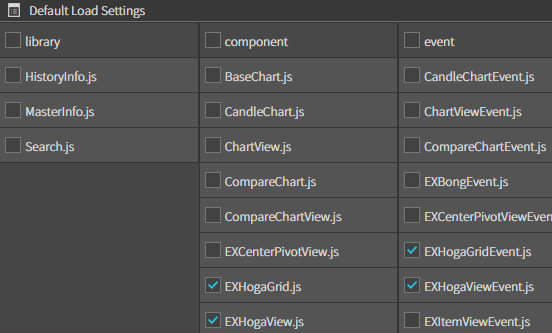 Default Load Settings
library component event
HistoryInfo.js BaseChart.js CandleChartEvent.js
MasterInfo.js CandleChart.js ChartViewEvent.js
Search.js ChartView.js CompareChartEvent.js
CompareChart.js EXBongEvent.js
CompareChartView.js EXCenterPivotViewEven
EXCenterPivotView.js EXHogaGridEvent.js
EXHogaGrid.js EXHogaViewEvent.js
EXHogaView.js EXItemViewEvent.js